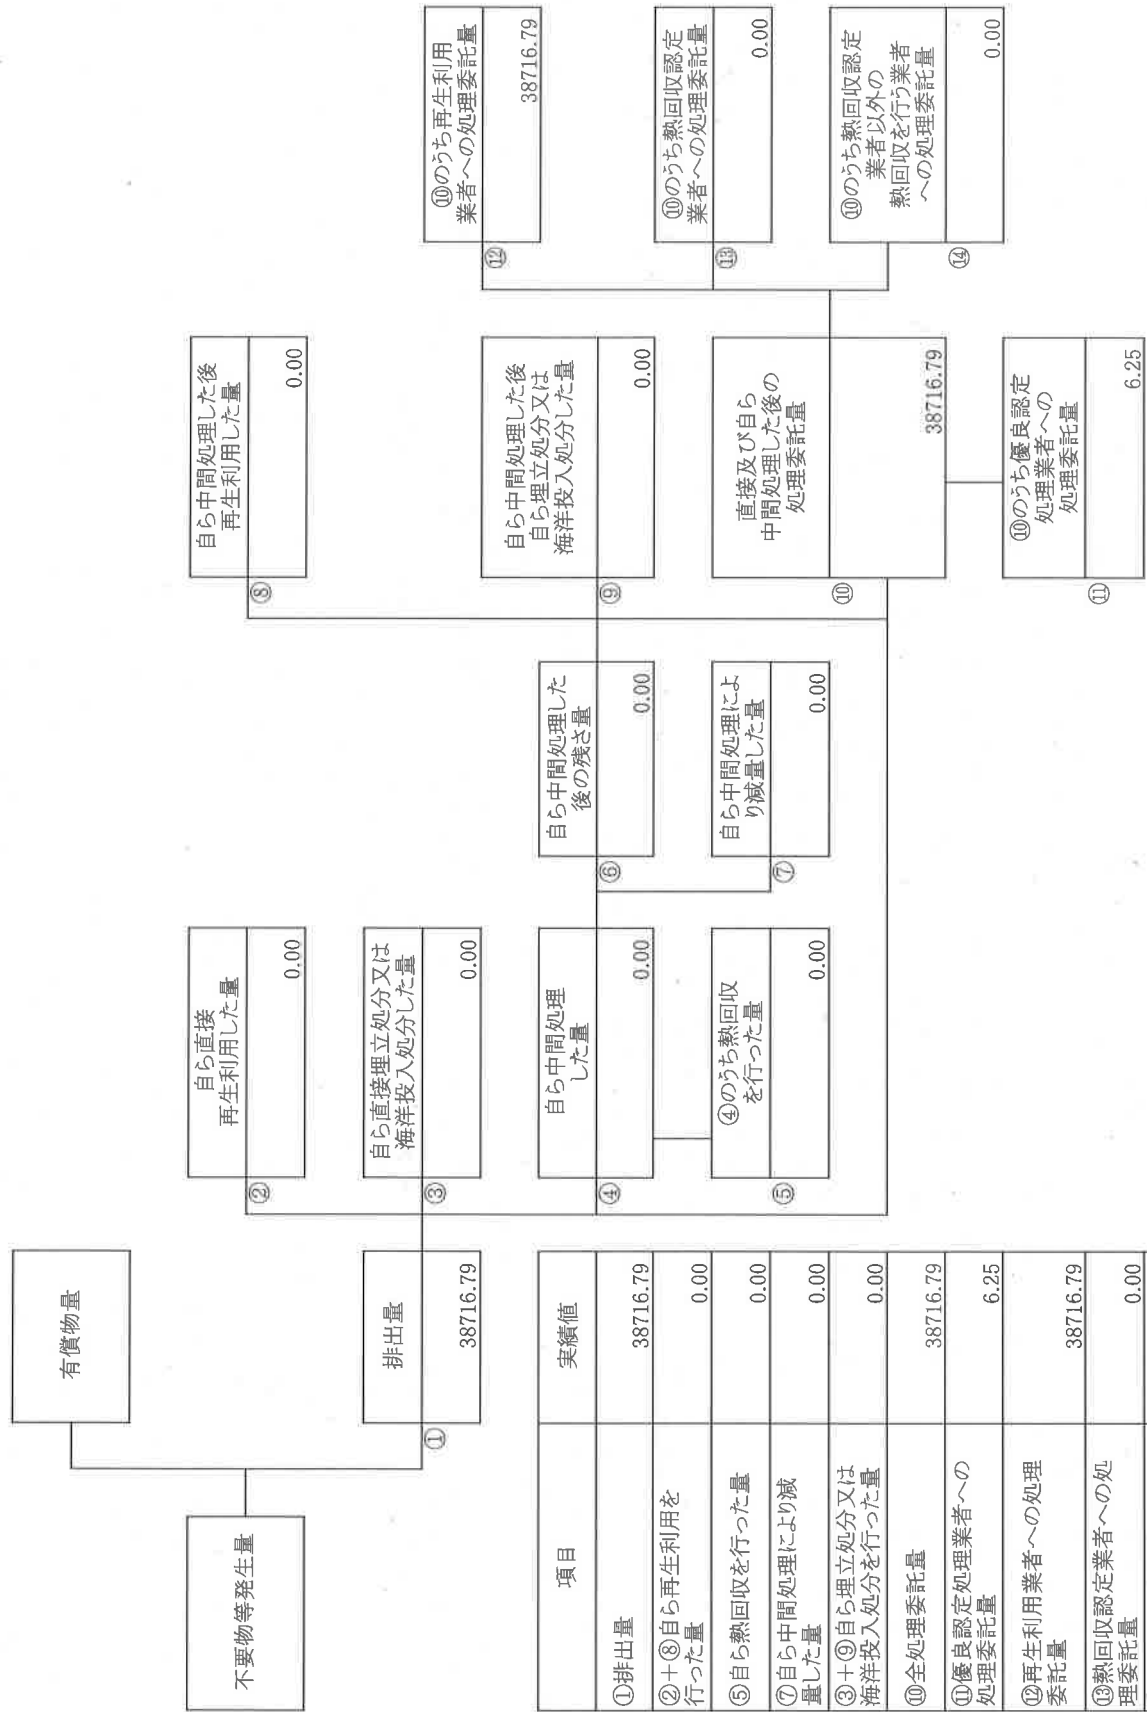 不要物等発生量
有償物量
排出量
①
38716.79
自ら直接
再生利用した量
②
0.00
自ら直接埋立処分又は
海洋投入処分した量
③
0.00
自ら中間処理
した量
④
0.00
④のうち熱回収
を行った量
⑤
0.00
自ら中間処理した
後の残さ量
⑥
0.00
自ら中間処理によ
り減量した量
⑦
0.00
自ら中間処理した後
再生利用した量
⑧
0.00
自ら中間処理した後
自ら埋立処分又は
海洋投入処分した量
⑨
0.00
直接及び自ら
中間処理した後の
処理委託量
⑩
38716.79
⑩のうち優良認定
処理業者への
処理委託量
⑪
6.25
⑩のうち再生利用
業者への処理委託量
⑫
38716.79
⑩のうち熱回収認定
業者への処理委託量
⑬
0.00
⑩のうち熱回収認定
業者以外の
熱回収を行う業者
への処理委託量
⑭
0.00
項目
実績値
①排出量
38716.79
②+⑧自ら再生利用を
行った量
0.00
⑤自ら熱回収を行った量
0.00
⑦自ら中間処理により減
量した量
0.00
③+⑨自ら埋立処分又は
海洋投入処分を行った量
0.00
⑩全処理委託量
38716.79
⑪優良認定処理業者への
処理委託量
6.25
⑫再生利用業者への処理
委託量
38716.79
⑬熱回収認定業者への処
理委託量
0.00